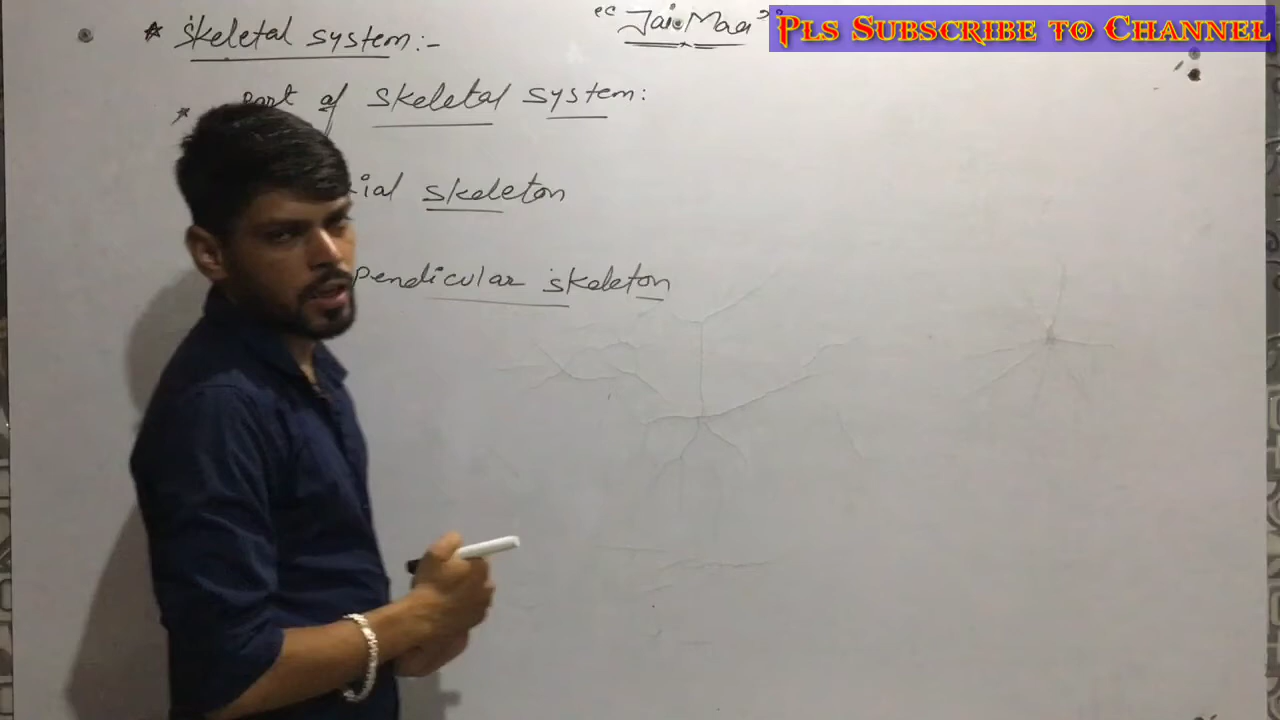 "Jai Maa"
Pls Subscribe to Channel
* Skeletal system:-
* Part of skeletal system:
ial skeleton
pendicular skeleton